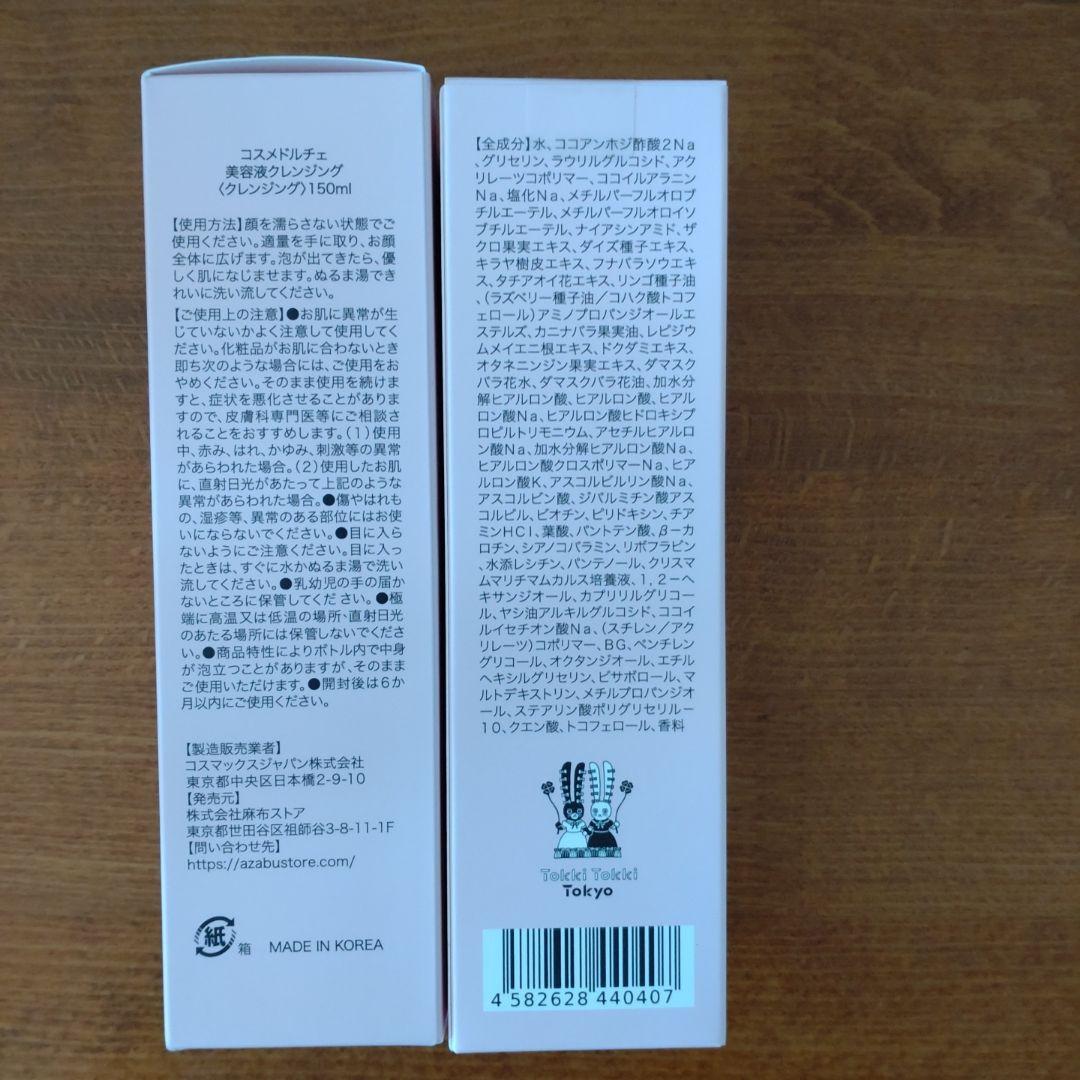 コスメドルチェ
美容液クレンジング
〈クレンジング〉150ml
【使用方法】顔を濡らさない状態でご
使用ください。適量を手に取り、お顔
全体に広げます。泡が出てきたら、優
しく肌になじませます。ぬるま湯でき
れいに洗い流してください。
【ご使用上の注意】●お肌に異常が生
じていないかよく注意して使用してく
ださい。化粧品がお肌に合わないとき
即ち次のような場合には、ご使用をお
やめください。そのまま使用を続けま
すと、症状を悪化させることがありま
すので、皮膚科専門医等にご相談さ
れることをおすすめします。(1)使用
中、赤み、はれ、かゆみ、刺激等の異常
があらわれた場合。(2)使用したお肌
に、直射日光があたって上記のような
異常があらわれた場合。●傷やはれも
の、湿疹等、異常のある部位にはお使
いにならないでください。●目に入ら
ないようにご注意ください。目に入っ
たときは、すぐに水かぬるま湯で洗い
流してください。●乳幼児の手の届か
ないところに保管してください。●極
端に高温又は低温の場所・直射日光
のあたる場所には保管しないでくださ
い。●商品特性によりボトル内で中身
が泡立つことがありますが、そのまま
ご使用いただけます。●開封後は6か
月以内にご使用ください。
【製造販売業者】
コスマックスジャパン株式会社
東京都中央区日本橋2-9-10
【発売元】
株式会社麻布ストア
東京都世田谷区祖師谷3-8-11-1F
【問い合わせ先】
https://azabustore.com/
紙 箱 MADE IN KOREA
【全成分】水、ココアンホジ酢酸2Na
、グリセリン、ラウリルグルコシド、アク
リレーツコポリマー、ココイルアラニン
Na、塩化Na、メチルパーフルオロブ
チルエーテル、メチルパーフルオロイソ
ブチルエーテル、ナイアシンアミド、ザ
クロ果実エキス、ダイズ種子エキス、
キラヤ樹皮エキス、フナバラソウエキ
ス、タチアオイ花エキス、リンゴ種子油
、(ラズベリー種子油／コハク酸トコフ
ェロール)アミノプロパンジオールエ
ステルズ、カニナバラ果実油、レピジウ
ムメイエニ根エキス、ドクダミエキス、
オタネニンジン果実エキス、ダマスク
バラ花水、ダマスクバラ花油、加水分
解ヒアルロン酸、ヒアルロン酸、ヒアル
ロン酸Na、ヒアルロン酸ヒドロキシプ
ロピルトリモニウム、アセチルヒアルロ
ン酸Na、加水分解ヒアルロン酸Na、
ヒアルロン酸クロスポリマーNa、ヒア
ルロン酸K、アスコルビルリン酸Na、
アスコルビン酸、ジパルミチン酸アス
コルビル、ビオチン、ピリドキシン、チア
ミンHCl、葉酸、パントテン酸、β-カ
ロチン、シアノコバラミン、リボフラビン
、水添レシチン、パンテノール、クリスマ
ムマリチマムカルス培養液、1,2-ヘ
キサンジオール、カプリリルグリコー
ル、ヤシ油アルキルグルコシド、ココイ
ルイセチオン酸Na、(スチレン／アク
リレーツ)コポリマー、BG、ペンチレン
グリコール、オクタンジオール、エチル
ヘキシルグリセリン、ビサボロール、マ
ルトデキストリン、メチルプロパンジオ
ール、ステアリン酸ポリグリセリル-
10、クエン酸、トコフェロール、香料
Tokki Tokki
Tokyo
4 582628 440407